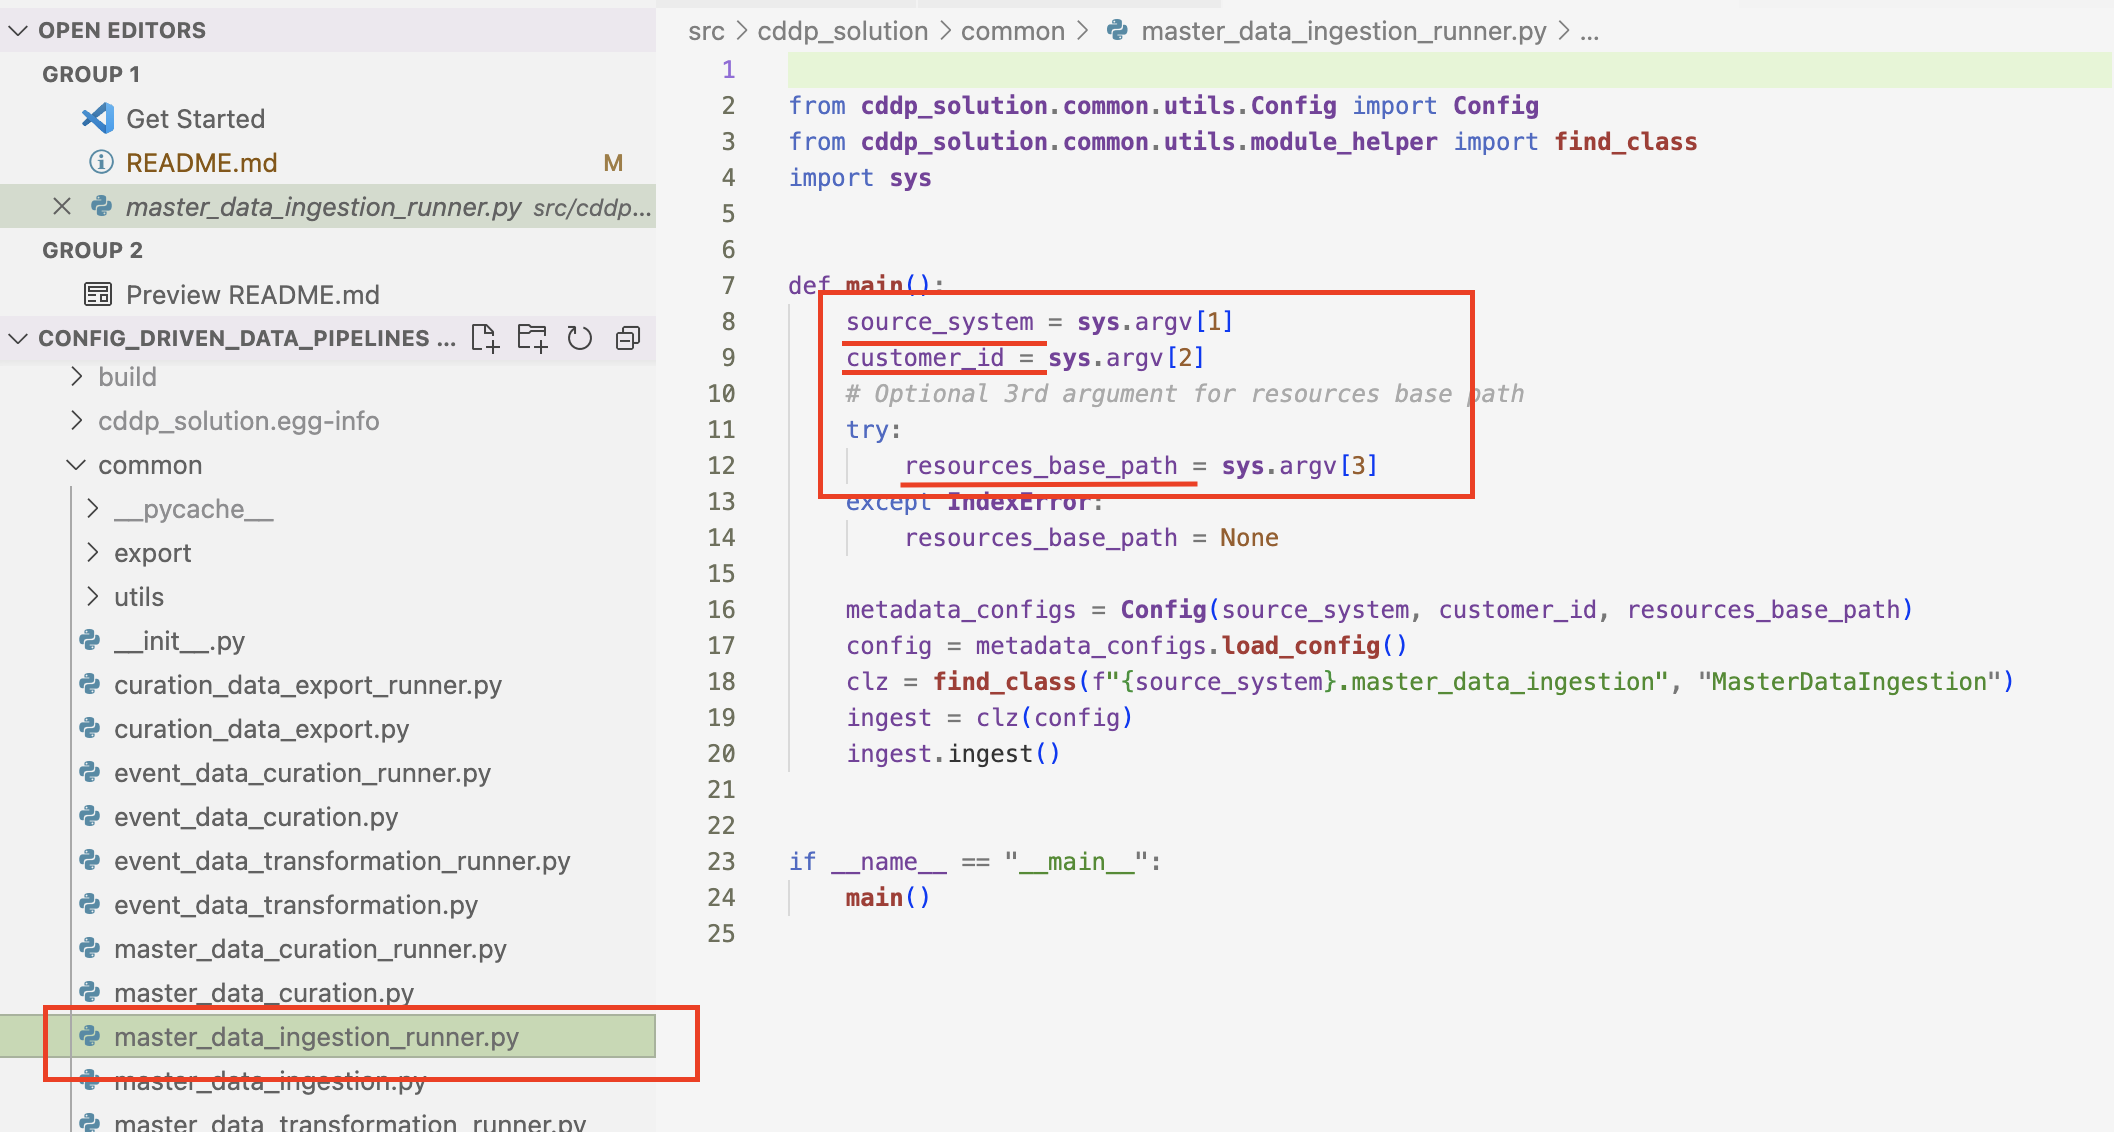 OPEN EDITORS
GROUP 1
Get Started
README.md M
master_data_ingestion_runner.py src/cddp...
GROUP 2
Preview README.md
CONFIG_DRIVEN_DATA_PIPELINES ...
build
cddp_solution.egg-info
common
__pycache__
export
utils
__init__.py
curation_data_export_runner.py
curation_data_export.py
event_data_curation_runner.py
event_data_curation.py
event_data_transformation_runner.py
event_data_transformation.py
master_data_curation_runner.py
master_data_curation.py
master_data_ingestion_runner.py
master_data_ingestion.py
master_data_transformation_runner.py
src > cddp_solution > common > master_data_ingestion_runner.py > ...
1
2 from cddp_solution.common.utils.Config import Config
3 from cddp_solution.common.utils.module_helper import find_class
4 import sys
5
6
7 def main():
8 source_system = sys.argv[1]
9 customer_id = sys.argv[2]
10 # Optional 3rd argument for resources base path
11 try:
12 resources_base_path = sys.argv[3]
13 except IndexError:
14 resources_base_path = None
15
16 metadata_configs = Config(source_system, customer_id, resources_base_path)
17 config = metadata_configs.load_config()
18 clz = find_class(f"{source_system}.master_data_ingestion", "MasterDataIngestion")
19 ingest = clz(config)
20 ingest.ingest()
21
22
23 if __name__ == "__main__":
24 main()
25